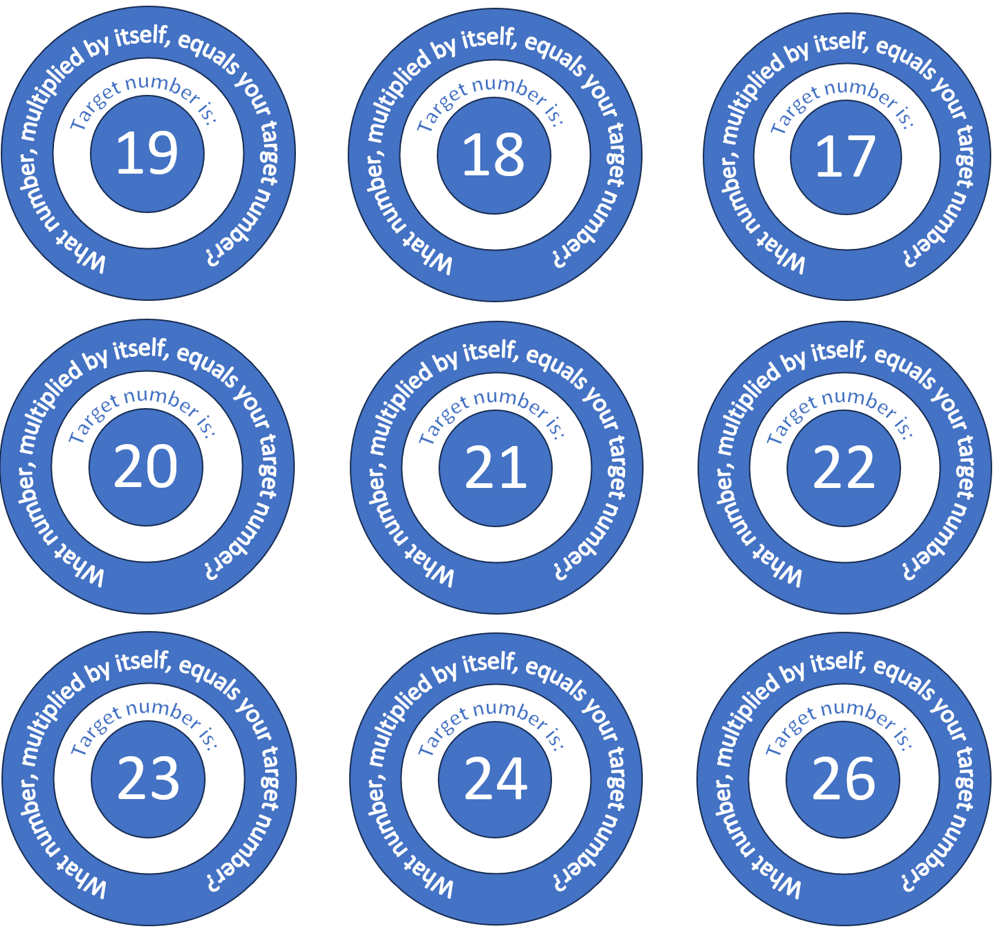 What number, multiplied by itself, equals your target number?
Target number is:
19
What number, multiplied by itself, equals your target number?
Target number is:
18
What number, multiplied by itself, equals your target number?
Target number is:
17
What number, multiplied by itself, equals your target number?
Target number is:
20
What number, multiplied by itself, equals your target number?
Target number is:
21
What number, multiplied by itself, equals your target number?
Target number is:
22
What number, multiplied by itself, equals your target number?
Target number is:
23
What number, multiplied by itself, equals your target number?
Target number is:
24
What number, multiplied by itself, equals your target number?
Target number is:
26